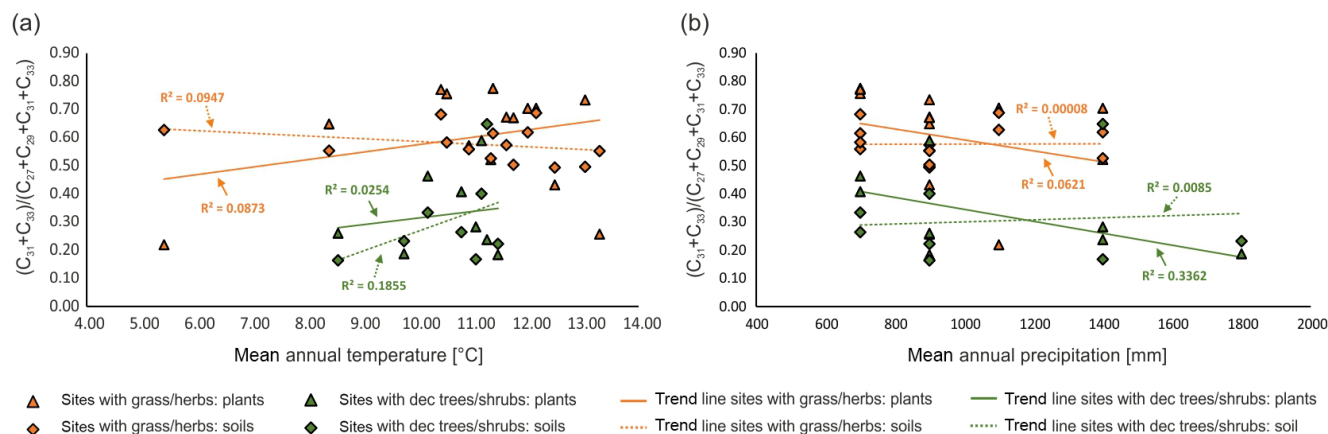 (a)
(C31+C33)/(C27+C29+C31+C33)
0.90
0.80
0.70
0.60
0.50
0.40
0.30
0.20
0.10
0.00
R² = 0.0947
R² = 0.0873
R² = 0.0254
R² = 0.1855
4.00 5.00 6.00 7.00 8.00 9.00 10.00 11.00 12.00 13.00 14.00
Mean annual temperature [°C]
(b)
(C31+C33)/(C27+C29+C31+C33)
0.90
0.80
0.70
0.60
0.50
0.40
0.30
0.20
0.10
0.00
R² = 0.00008
R² = 0.0621
R² = 0.0085
R² = 0.3362
400 600 800 1000 1200 1400 1600 1800 2000
Mean annual precipitation [mm]
Sites with grass/herbs: plants
Sites with dec trees/shrubs: plants
Trend line sites with grass/herbs: plants
Trend line sites with dec trees/shrubs: plants
Sites with grass/herbs: soils
Sites with dec trees/shrubs: soils
Trend line sites with grass/herbs: soils
Trend line sites with dec trees/shrubs: soil